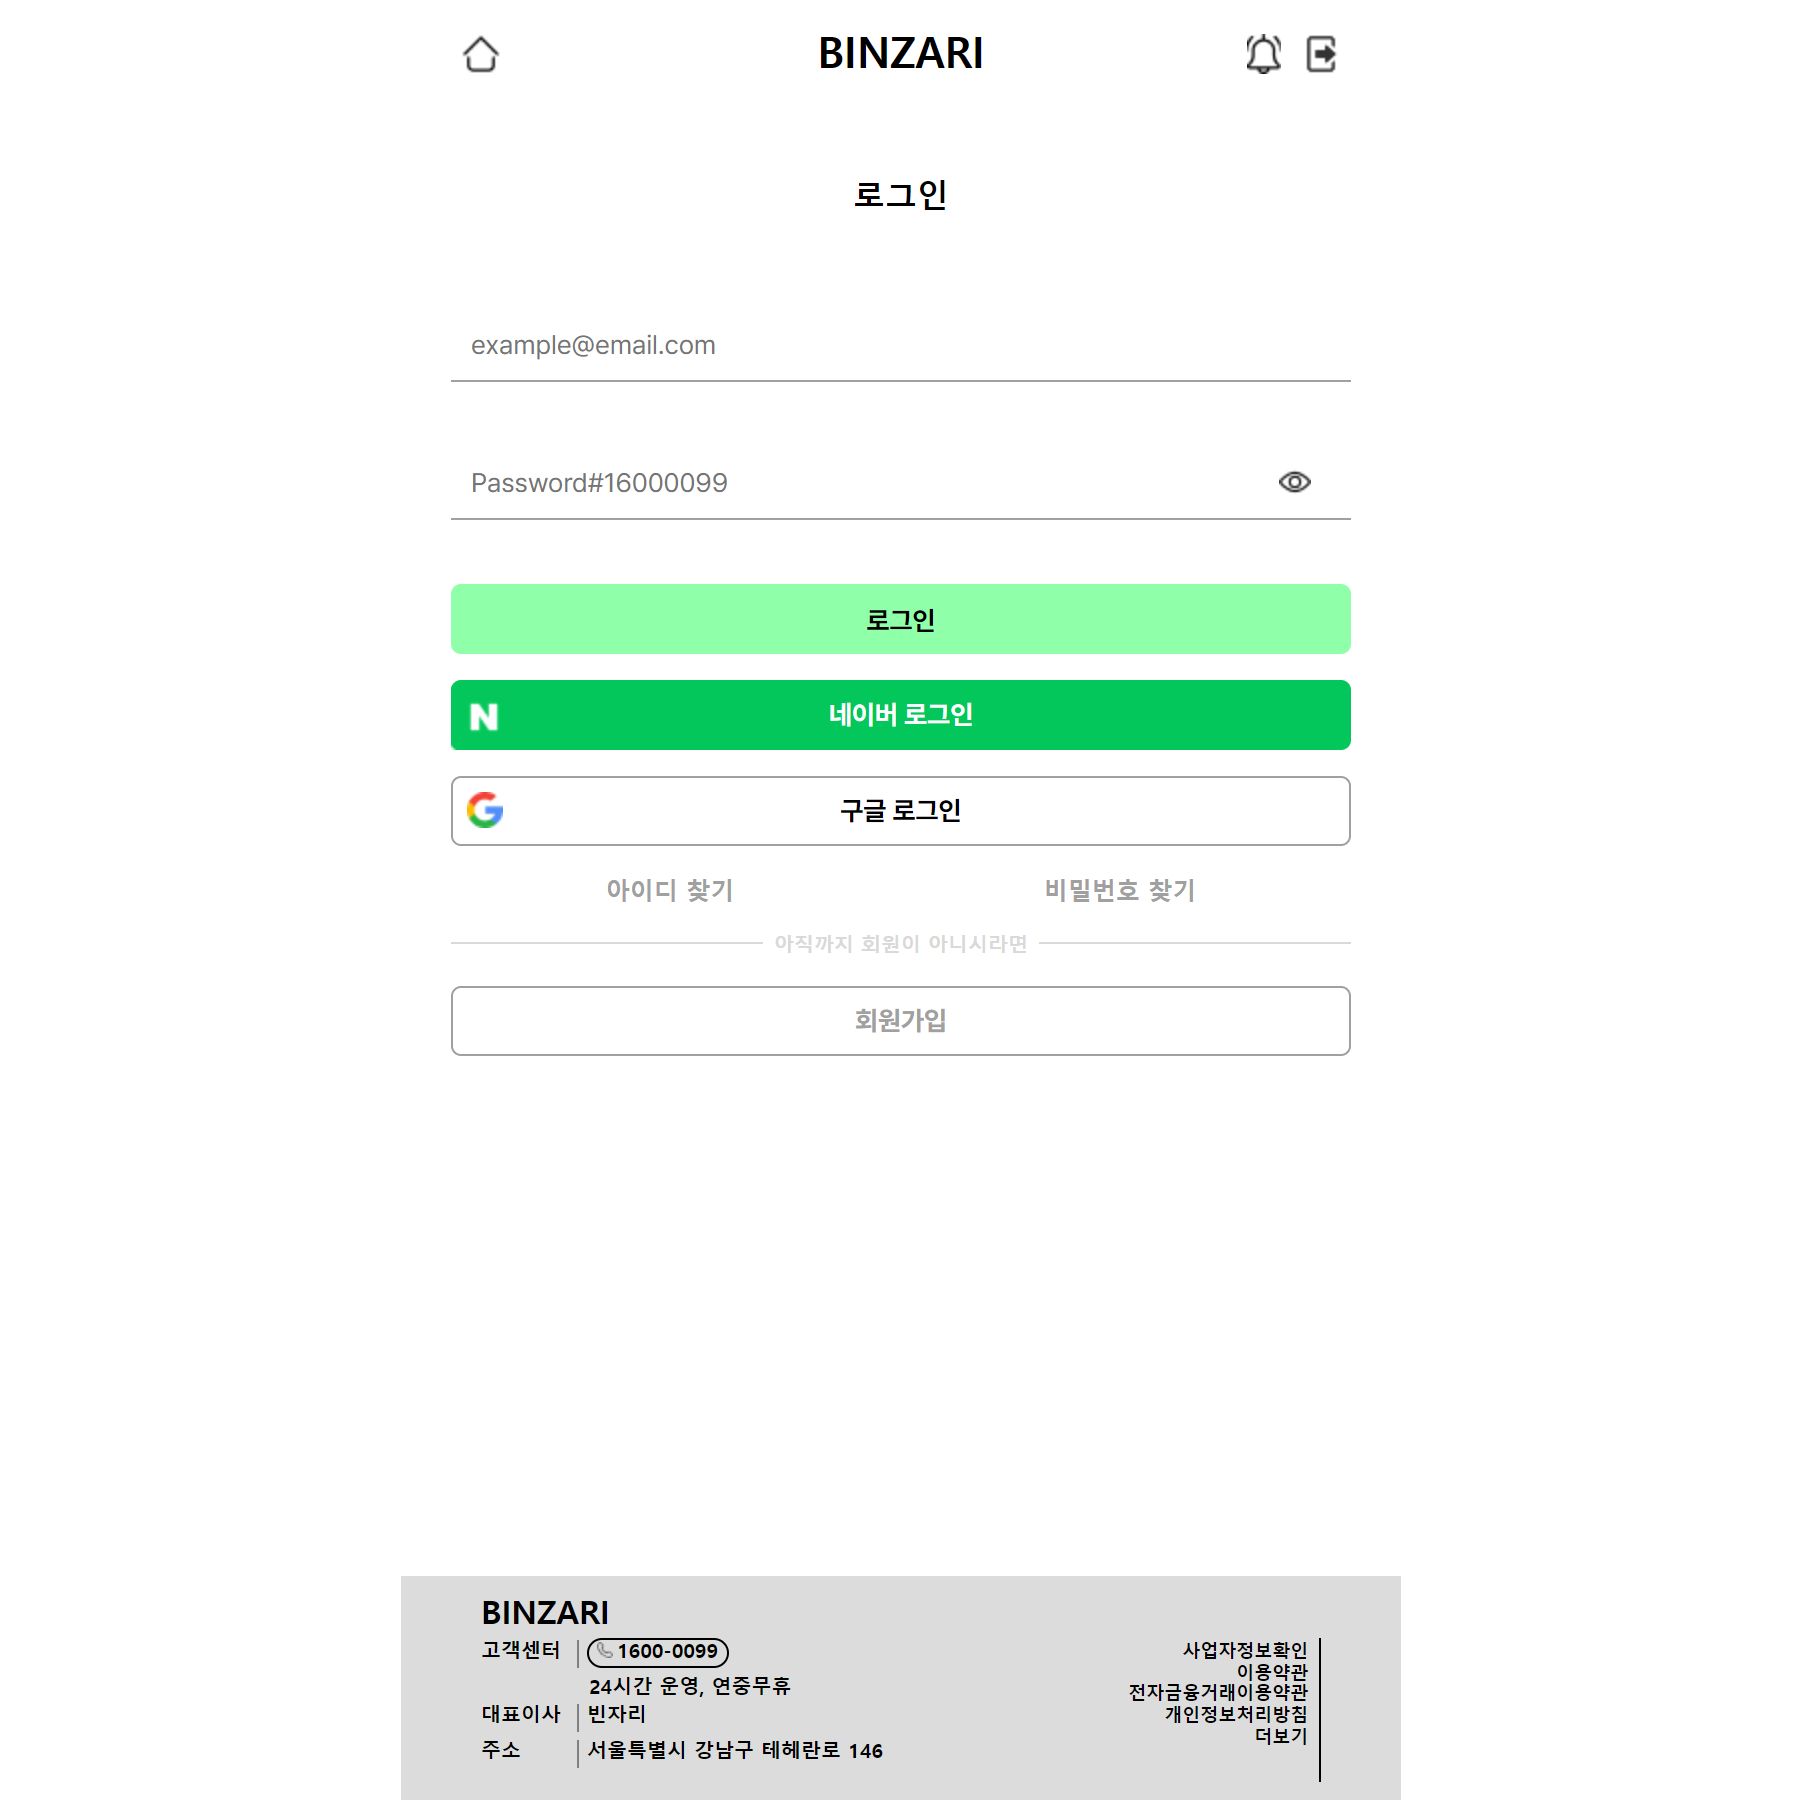 BINZARI
로그인
example@email.com
Password#16000099
로그인
N 네이버 로그인
G 구글 로그인
아이디 찾기 비밀번호 찾기
아직까지 회원이 아니시라면
회원가입
BINZARI
고객센터 1600-0099
24시간 운영, 연중무휴
대표이사 빈자리
주소 서울특별시 강남구 테헤란로 146
사업자정보확인
이용약관
전자금융거래이용약관
개인정보처리방침
더보기